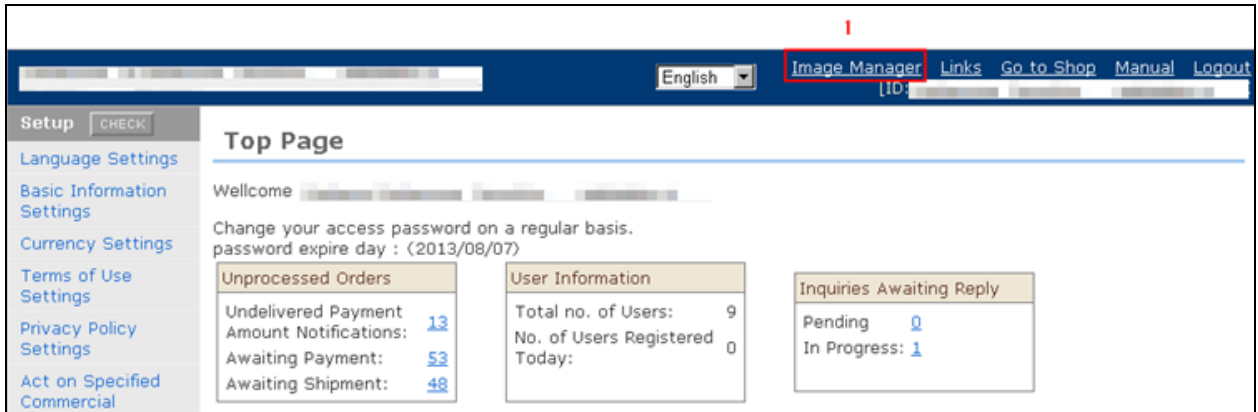 1
English
Image Manager Links Go to Shop Manual Logout
[ID:
Setup CHECK
Language Settings
Basic Information
Settings
Currency Settings
Terms of Use
Settings
Privacy Policy
Settings
Act on Specified
Commercial
Top Page
Wellcome
Change your access password on a regular basis.
password expire day : (2013/08/07)
Unprocessed Orders
Undelivered Payment
Amount Notifications: 13
Awaiting Payment: 53
Awaiting Shipment: 48
User Information
Total no. of Users: 9
No. of Users Registered
Today: 0
Inquiries Awaiting Reply
Pending 0
In Progress: 1